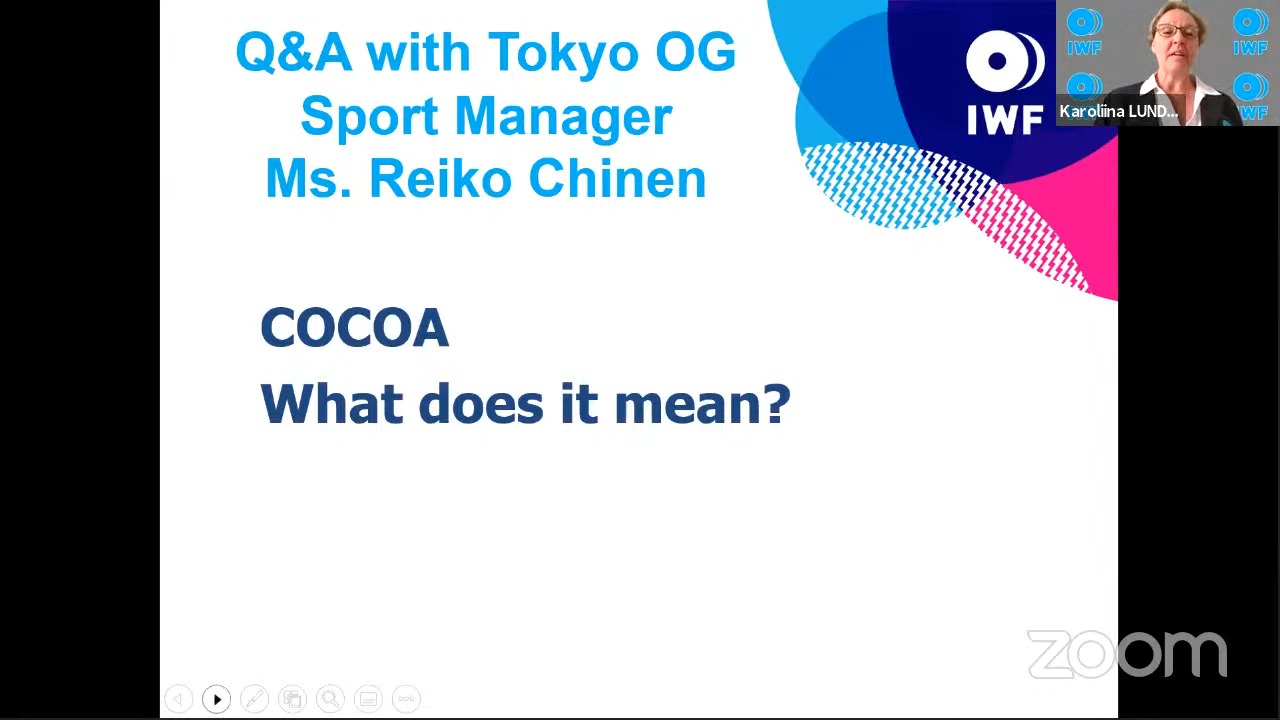 Q&A with Tokyo OG
Sport Manager
Ms. Reiko Chinen
IWF
IWF
IWF
IWF
Karoliina LUND...
COCOA
What does it mean?
zoom